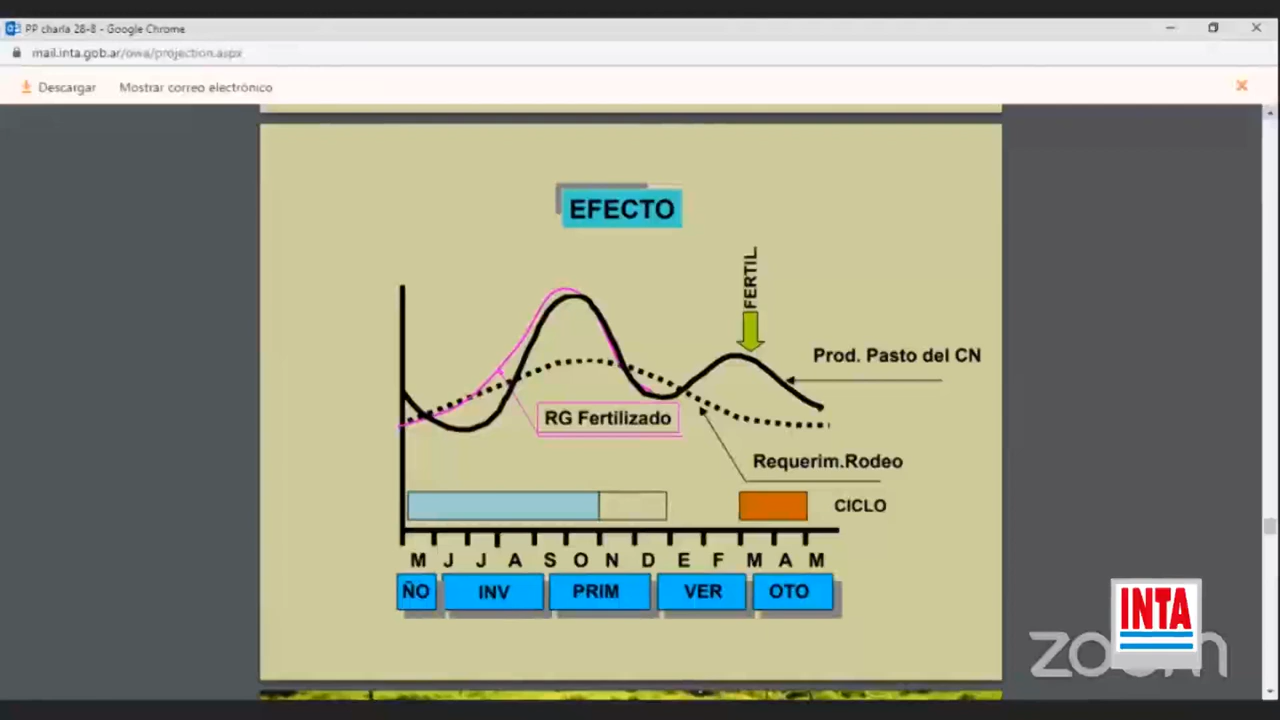 PP charla 28-8 - Google Chrome
mail.inta.gob.ar/owa/projection.aspx
Descargar Mostrar correo electrónico
EFECTO
FERTIL.
Prod. Pasto del CN
RG Fertilizado
Requerim.Rodeo
CICLO
M J J A S O N D E F M A M
ÑO INV PRIM VER OTO
INTA
zoom